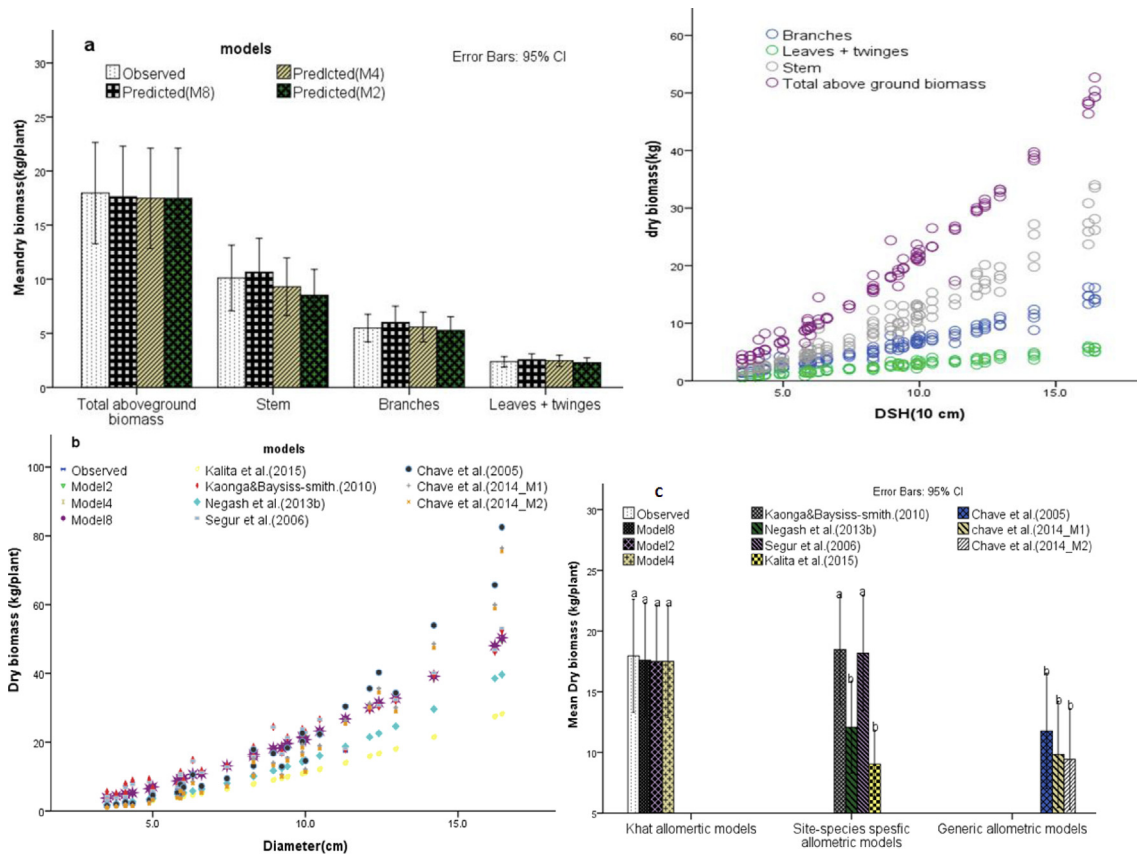 a
models
Error Bars: 95% CI
Observed
Predicted(M4)
Predicted(M8)
Predicted(M2)
Meandry biomass(kg/plant)
30
25
20
15
10
5
0
Total aboveground
biomass
Stem
Branches
Leaves + twinges
Branches
Leaves + twinges
Stem
Total above ground biomass
dry biomass(kg)
60
50
40
30
20
10
0
5.0
10.0
15.0
DSH(10 cm)
b
models
Observed
Model2
Model4
Model8
Kalita et al.(2015)
Kaonga&Baysiss-smith.(2010)
Negash et al.(2013b)
Segur et al.(2006)
Chave et al.(2005)
Chave et al.(2014_M1)
Chave et al.(2014_M2)
Dry biomass (kg/plant)
100
80
60
40
20
0
5.0
10.0
15.0
Diameter(cm)
c
Error Bars: 95% CI
Observed
Model8
Model2
Model4
Kaonga&Baysiss-smith.(2010)
Negash et al.(2013b)
Segur et al.(2006)
Kalita et al.(2015)
Chave et al.(2005)
chave et al.(2014_M1)
Chave et al.(2014_M2)
Mean Dry biomass (kg/plant)
30
25
20
15
10
5
a a a a
a b a b
b b b
Khat allomertic models
Site-species spesfic
allometric models
Generic allometric models